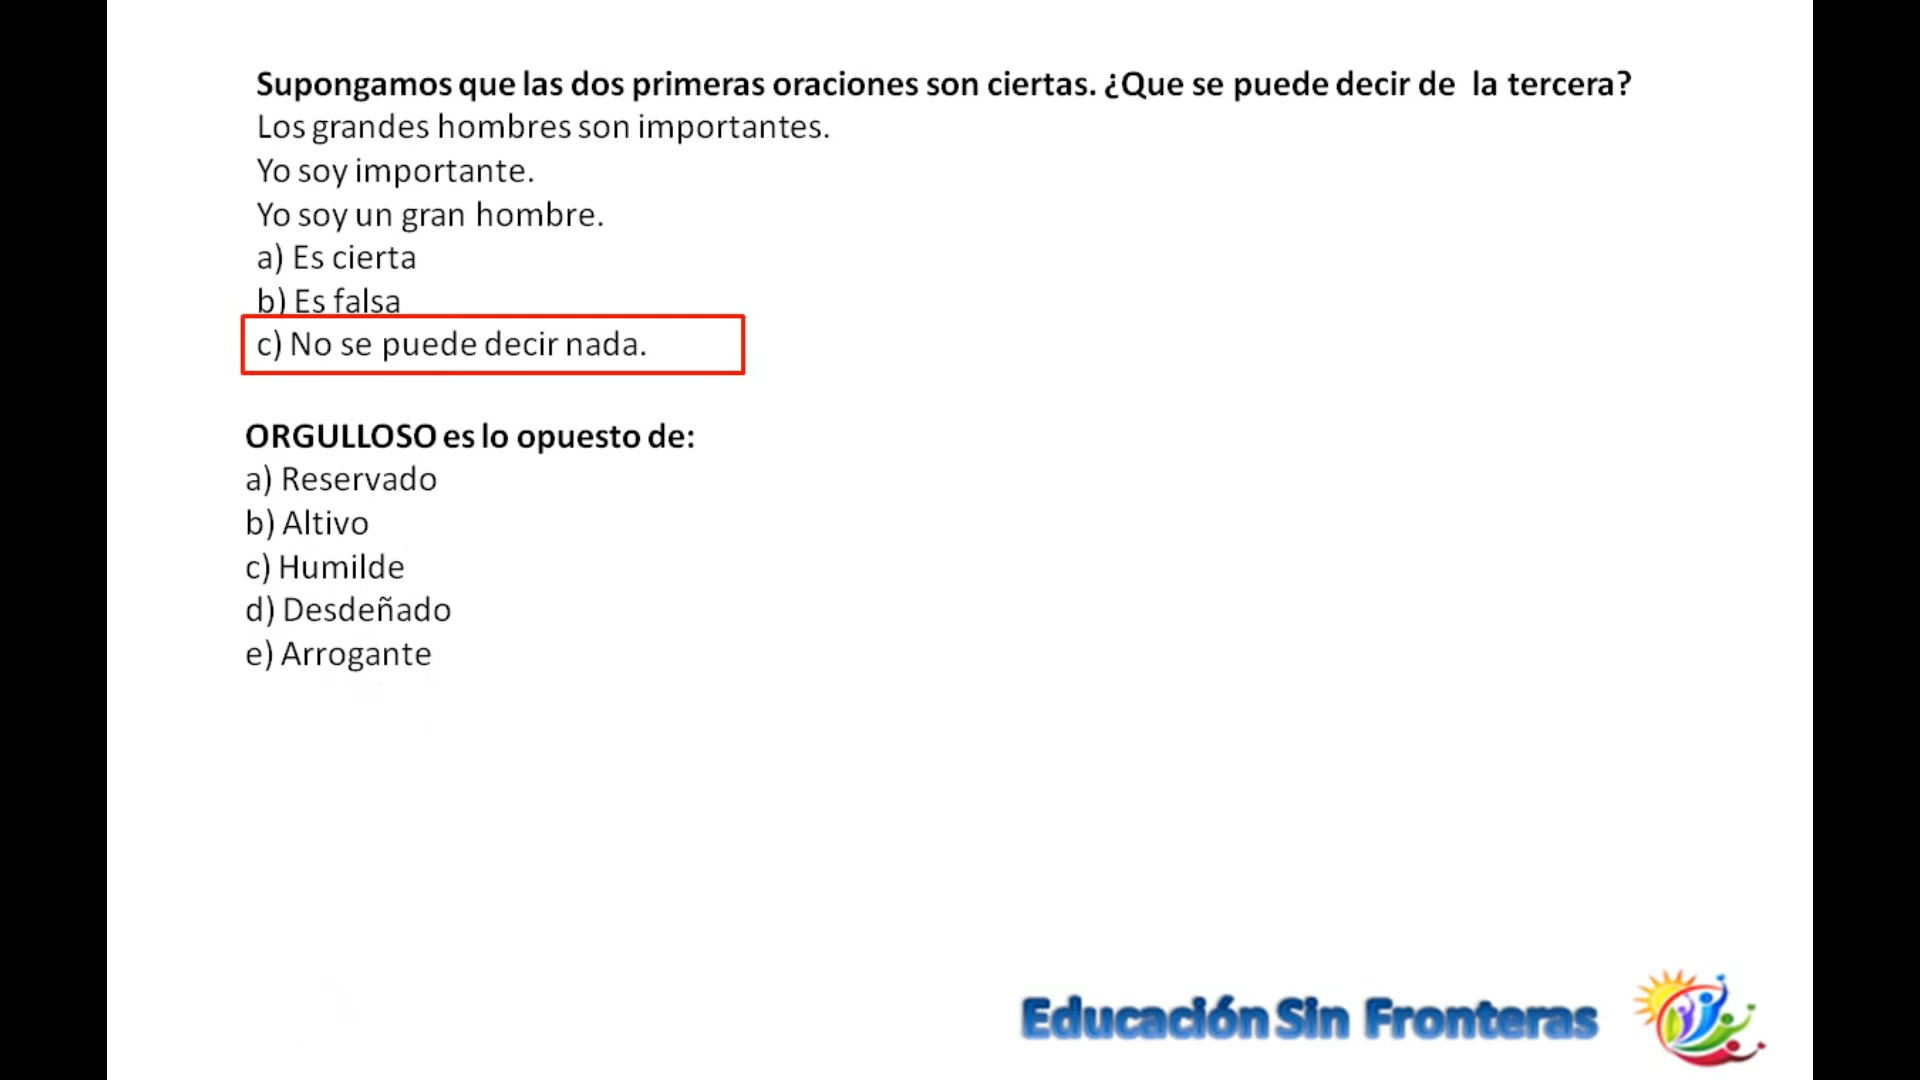 Supongamos que las dos primeras oraciones son ciertas. ¿Que se puede decir de la tercera?
Los grandes hombres son importantes.
Yo soy importante.
Yo soy un gran hombre.
a) Es cierta
b) Es falsa
c) No se puede decir nada.
ORGULLOSO es lo opuesto de:
a) Reservado
b) Altivo
c) Humilde
d) Desdeñado
e) Arrogante
Educación Sin Fronteras